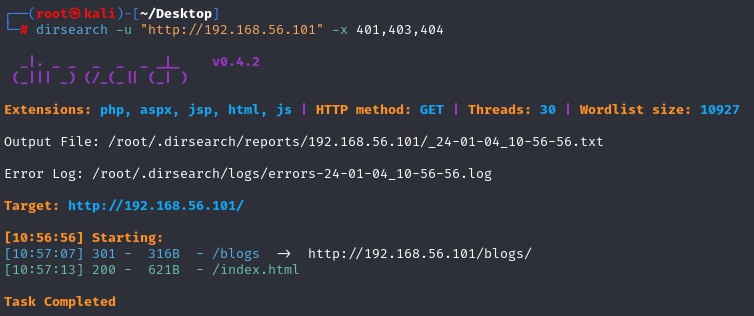 ┌──(root㉿kali)-[~/Desktop]
└─# dirsearch -u "http://192.168.56.101" -x 401,403,404
  _|. _ _  _  _  _ _|_    v0.4.2
 (_||| _) (/_(_|| (_| )
Extensions: php, aspx, jsp, html, js | HTTP method: GET | Threads: 30 | Wordlist size: 10927
Output File: /root/.dirsearch/reports/192.168.56.101/_24-01-04_10-56-56.txt
Error Log: /root/.dirsearch/logs/errors-24-01-04_10-56-56.log
Target: http://192.168.56.101/
[10:56:56] Starting:
[10:57:07] 301 -  316B  - /blogs  ->  http://192.168.56.101/blogs/
[10:57:13] 200 -  621B  - /index.html
Task Completed